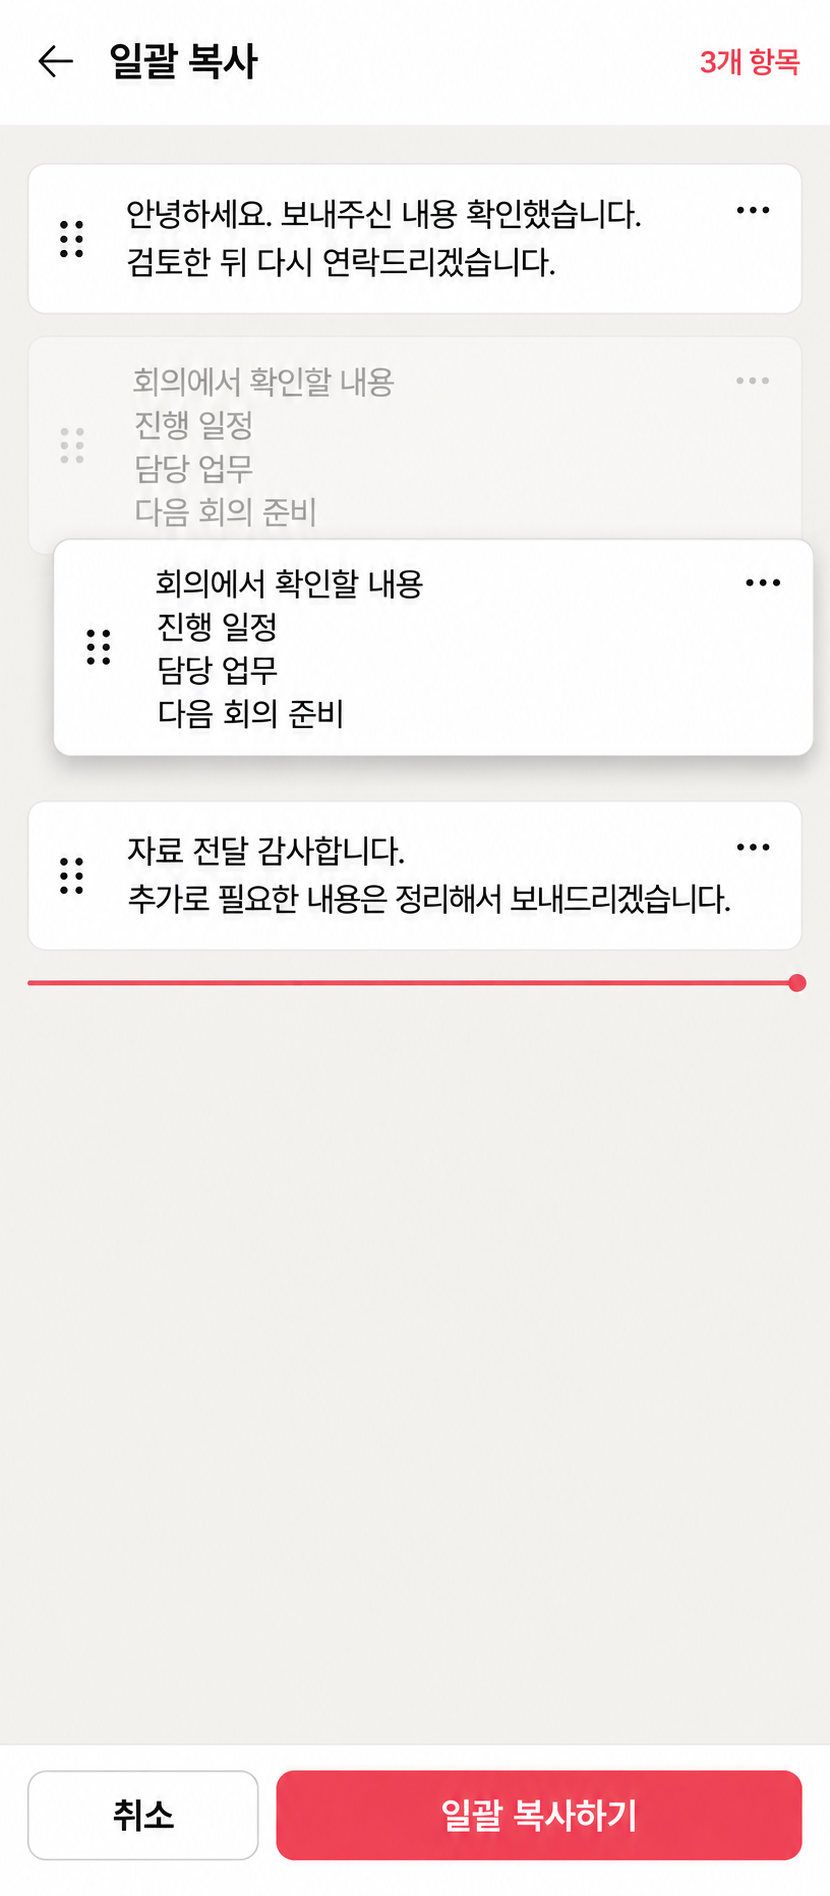 일괄 복사
3개 항목
안녕하세요. 보내주신 내용 확인했습니다.
검토한 뒤 다시 연락드리겠습니다.
회의에서 확인할 내용
진행 일정
담당 업무
다음 회의 준비
회의에서 확인할 내용
진행 일정
담당 업무
다음 회의 준비
자료 전달 감사합니다.
추가로 필요한 내용은 정리해서 보내드리겠습니다.
취소
일괄 복사하기